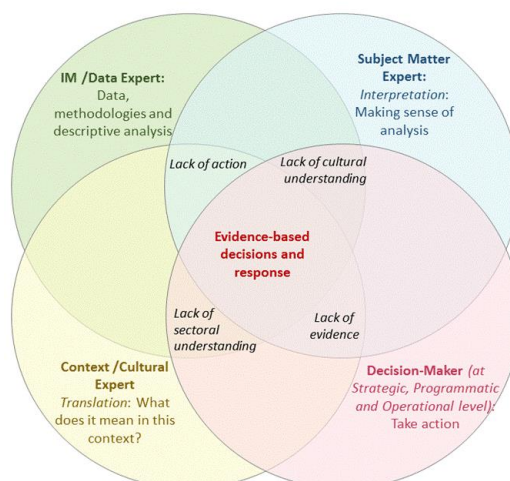 IM /Data Expert:
Data,
methodologies and
descriptive analysis
Subject Matter
Expert:
Interpretation:
Making sense of
analysis
Lack of action
Lack of cultural
understanding
Evidence-based
decisions and
response
Lack of
sectoral
understanding
Lack of
evidence
Context /Cultural
Expert
Translation: What
does it mean in this
context?
Decision-Maker (at
Strategic, Programmatic
and Operational level):
Take action